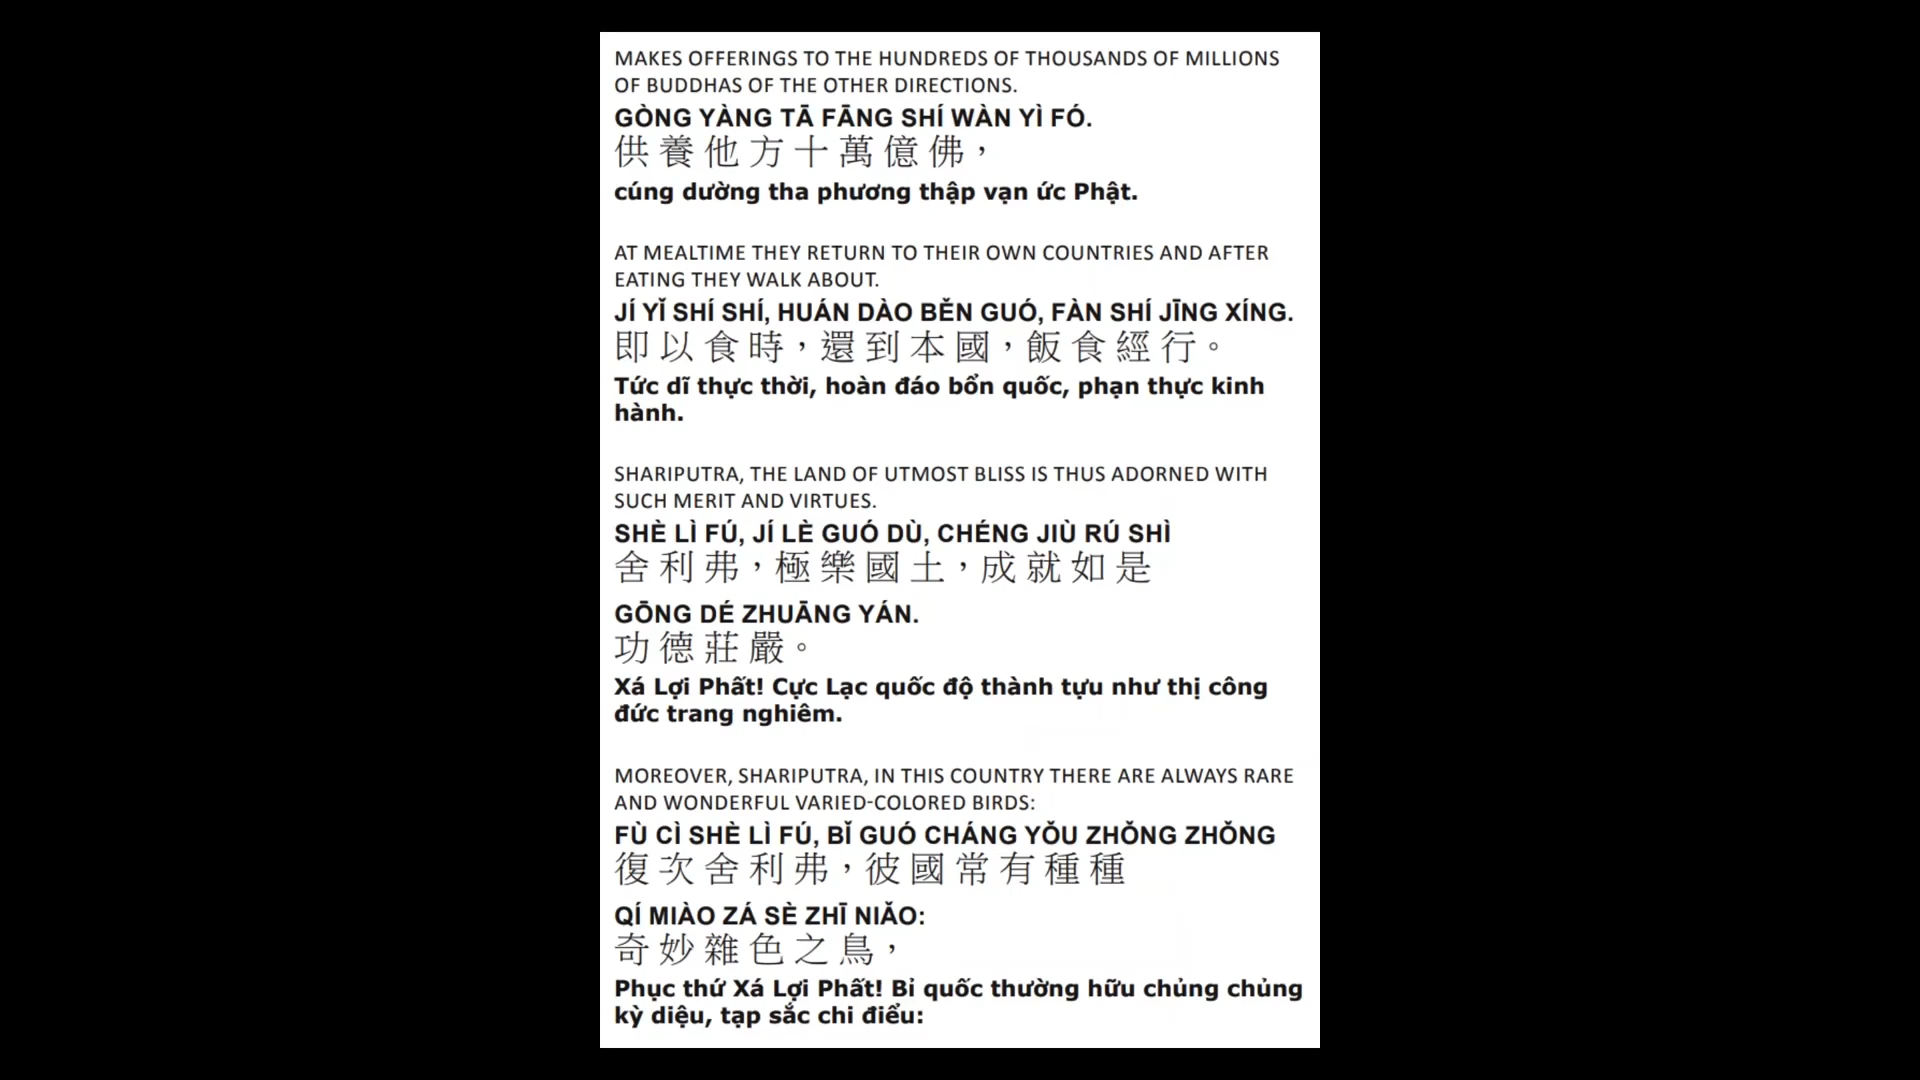 MAKES OFFERINGS TO THE HUNDREDS OF THOUSANDS OF MILLIONS
OF BUDDHAS OF THE OTHER DIRECTIONS.
GÒNG YÀNG TĀ FĀNG SHÍ WÀN YÌ FÓ.
供養他方十萬億佛，
cúng dường tha phương thập vạn ức Phật.
AT MEALTIME THEY RETURN TO THEIR OWN COUNTRIES AND AFTER
EATING THEY WALK ABOUT.
JÍ YǏ SHÍ SHÍ, HUÁN DÀO BĚN GUÓ, FÀN SHÍ JĪNG XÍNG.
即以食時，還到本國，飯食經行。
Tức dĩ thực thời, hoàn đáo bổn quốc, phạn thực kinh
hành.
SHARIPUTRA, THE LAND OF UTMOST BLISS IS THUS ADORNED WITH
SUCH MERIT AND VIRTUES.
SHÈ LÌ FÚ, JÍ LÈ GUÓ DÙ, CHÉNG JIÙ RÚ SHÌ
舍利弗，極樂國土，成就如是
GŌNG DÉ ZHUĀNG YÁN.
功德莊嚴。
Xá Lợi Phất! Cực Lạc quốc độ thành tựu như thị công
đức trang nghiêm.
MOREOVER, SHARIPUTRA, IN THIS COUNTRY THERE ARE ALWAYS RARE
AND WONDERFUL VARIED-COLORED BIRDS:
FÙ CÌ SHÈ LÌ FÚ, BǏ GUÓ CHÁNG YǑU ZHǑNG ZHǑNG
復次舍利弗，彼國常有種種
QÍ MIÀO ZÁ SÈ ZHĪ NIǍO:
奇妙雜色之鳥，
Phục thứ Xá Lợi Phất! Bỉ quốc thường hữu chủng chủng
kỳ diệu, tạp sắc chi điểu: